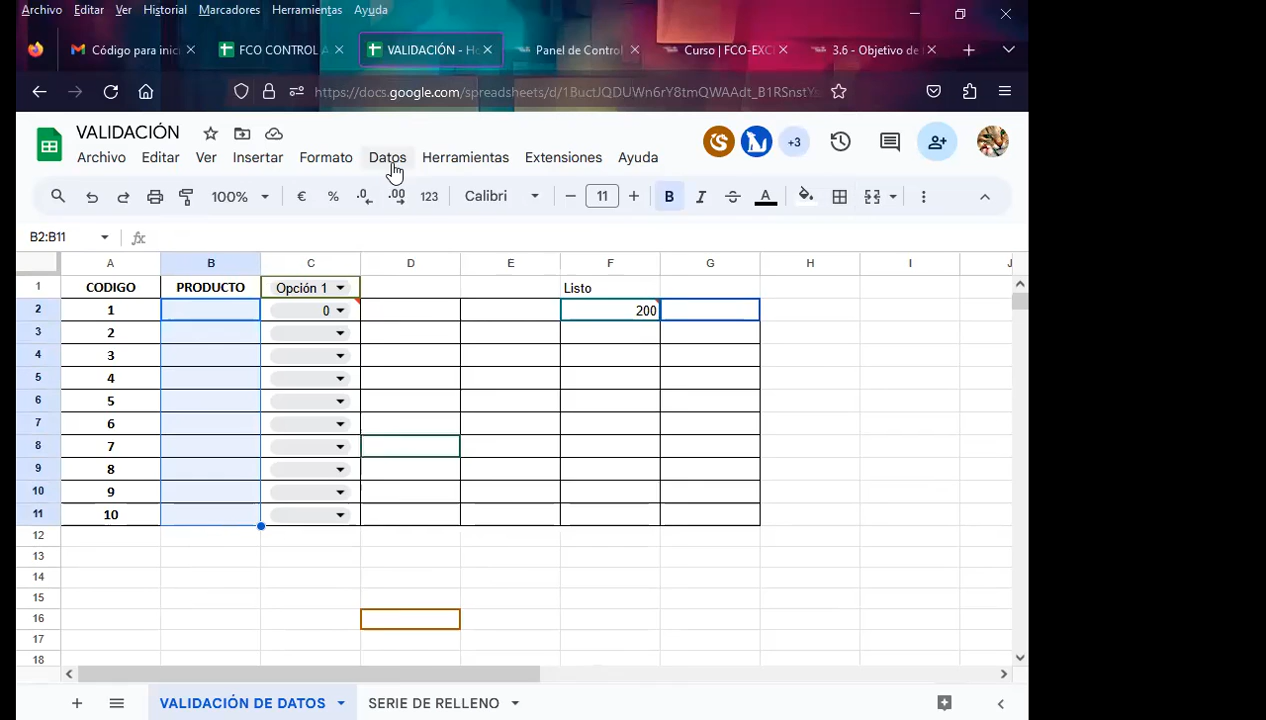 Archivo Editar Ver Historial Marcadores Herramientas Ayuda
Código para inic FCO CONTROL A VALIDACIÓN - Ho Panel de Control Curso | FCO-EXC 3.6 - Objetivo de
https://docs.google.com/spreadsheets/d/1BuctJQDUWn6rY8tmQWAAdt_B1RSnstY
VALIDACIÓN
+3
Archivo Editar Ver Insertar Formato Datos Herramientas Extensiones Ayuda
100% € % .0 .00 123 Calibri 11 B I A
B2:B11 fx
A B C D E F G H I J
1 CODIGO PRODUCTO Opción 1 Listo
2 1 0 200
3 2
4 3
5 4
6 5
7 6
8 7
9 8
10 9
11 10
12
13
14
15
16
17
18
VALIDACIÓN DE DATOS SERIE DE RELLENO